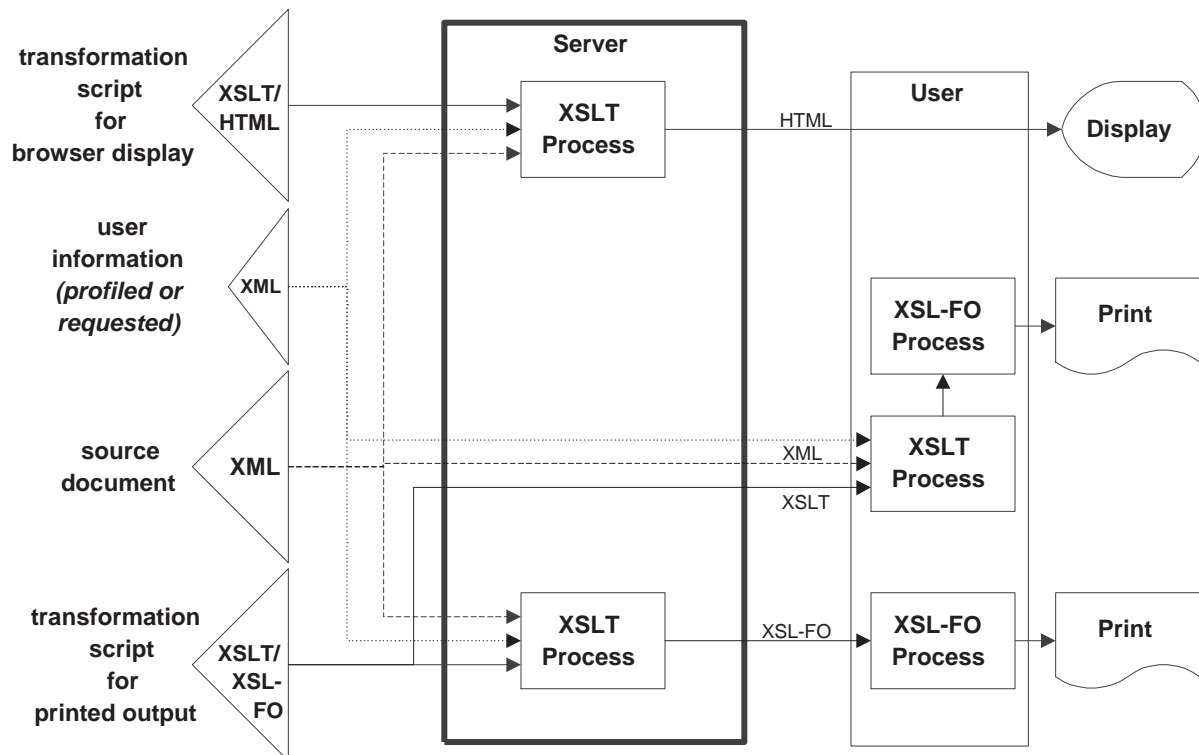 transformation
script
for
browser display
XSLT/
HTML
user
information
(profiled or
requested)
XML
source
document
XML
transformation
script
for
printed output
XSLT/
XSL-
FO
Server
XSLT
Process
XSLT
Process
HTML
XML
XSLT
XSL-FO
User
XSL-FO
Process
XSLT
Process
XSL-FO
Process
Display
Print
Print